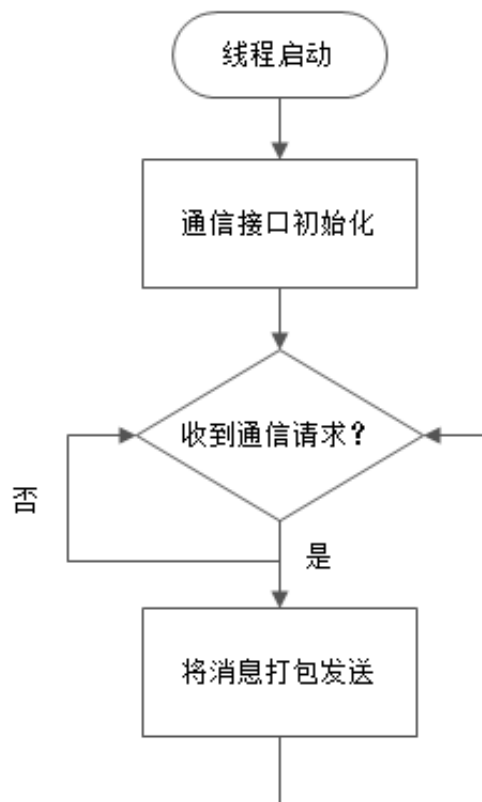 线程启动
通信接口初始化
收到通信请求？
否
是
将消息打包发送